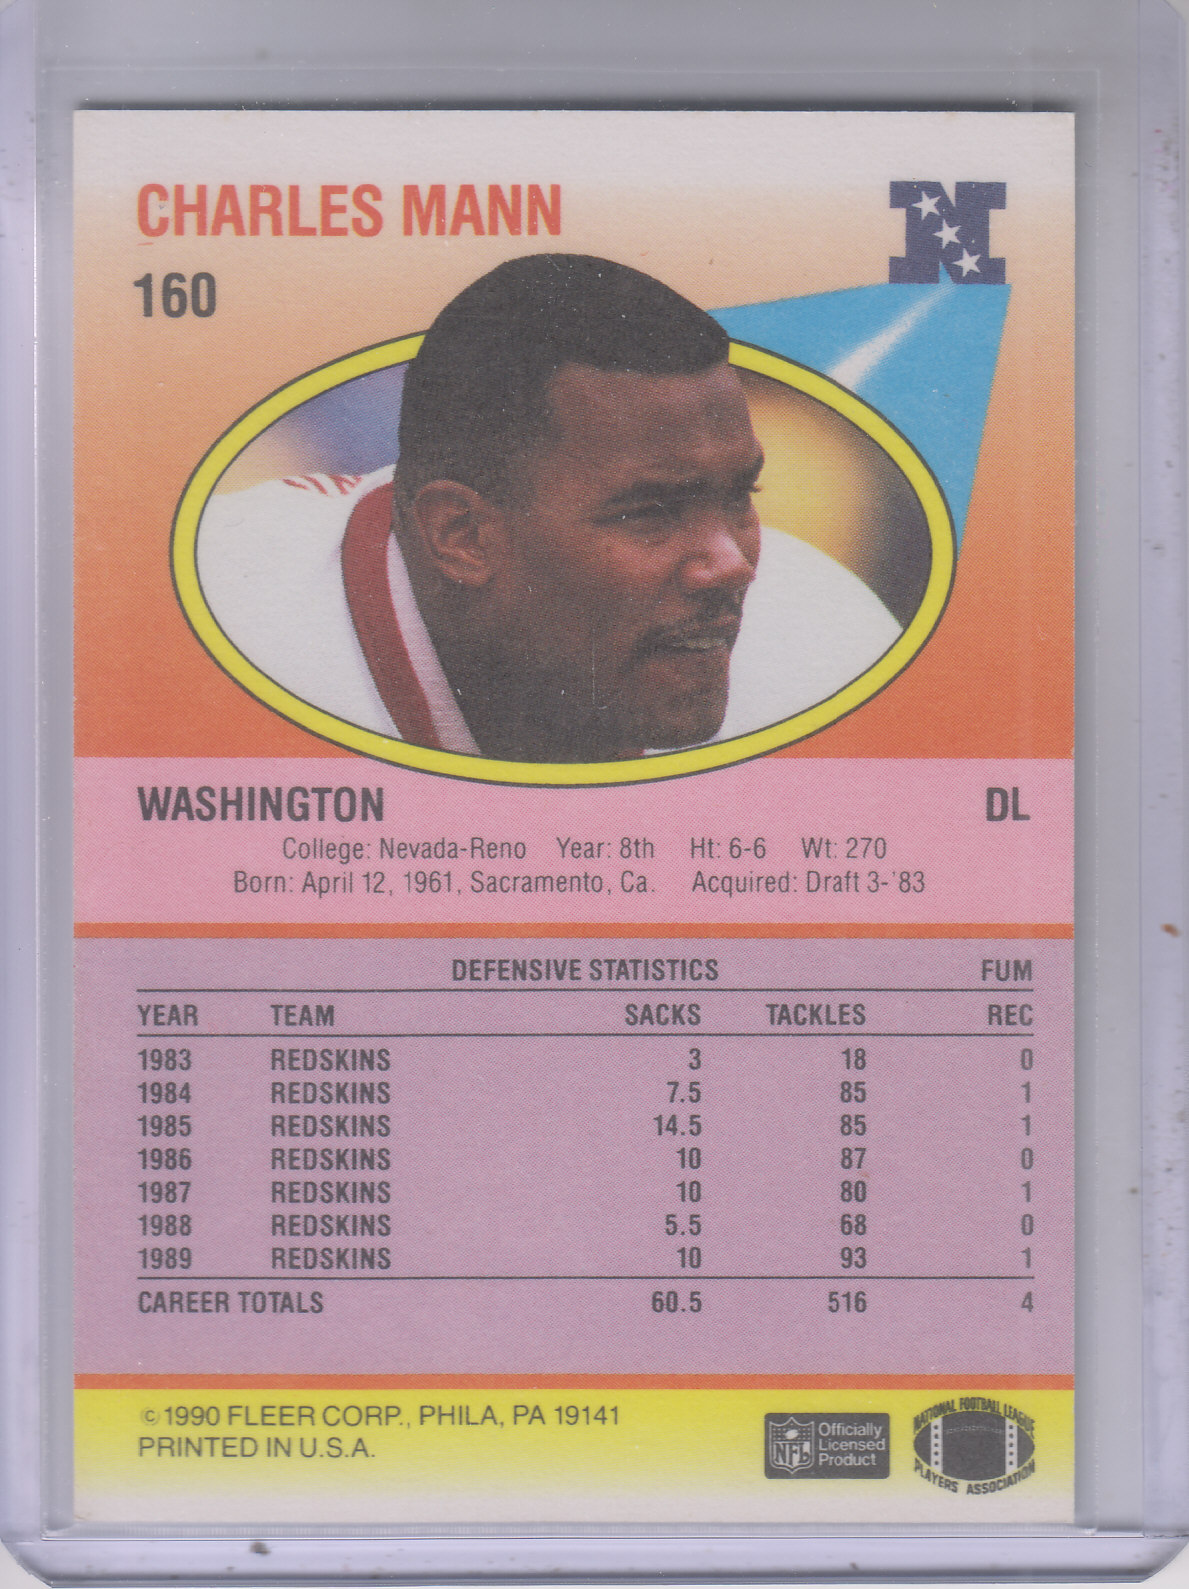 CHARLES MANN
160
N
WASHINGTON DL
College: Nevada-Reno Year: 8th Ht: 6-6 Wt: 270
Born: April 12, 1961, Sacramento, Ca. Acquired: Draft 3-'83
DEFENSIVE STATISTICS FUM
YEAR TEAM SACKS TACKLES REC
1983 REDSKINS 3 18 0
1984 REDSKINS 7.5 85 1
1985 REDSKINS 14.5 85 1
1986 REDSKINS 10 87 0
1987 REDSKINS 10 80 1
1988 REDSKINS 5.5 68 0
1989 REDSKINS 10 93 1
CAREER TOTALS 60.5 516 4
©1990 FLEER CORP., PHILA, PA 19141
PRINTED IN U.S.A.
NFL
Officially
Licensed
Product
NATIONAL FOOTBALL LEAGUE
PLAYERS ASSOCIATION